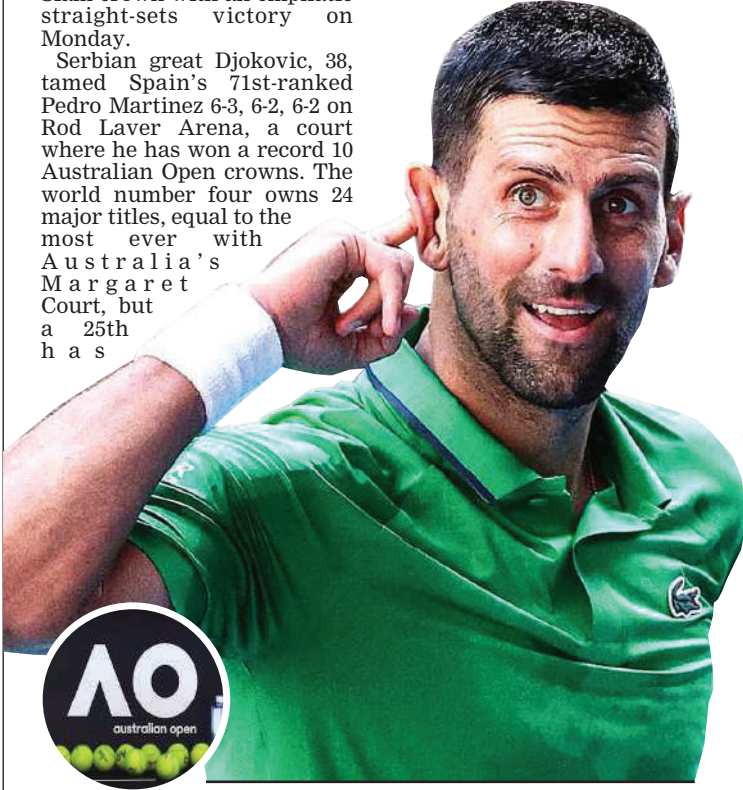 straight-sets victory on
Monday.
Serbian great Djokovic, 38,
tamed Spain's 71st-ranked
Pedro Martinez 6-3, 6-2, 6-2 on
Rod Laver Arena, a court
where he has won a record 10
Australian Open crowns. The
world number four owns 24
major titles, equal to the
most ever with
Australia's
Margaret
Court, but
a 25th
has
AO
australian open